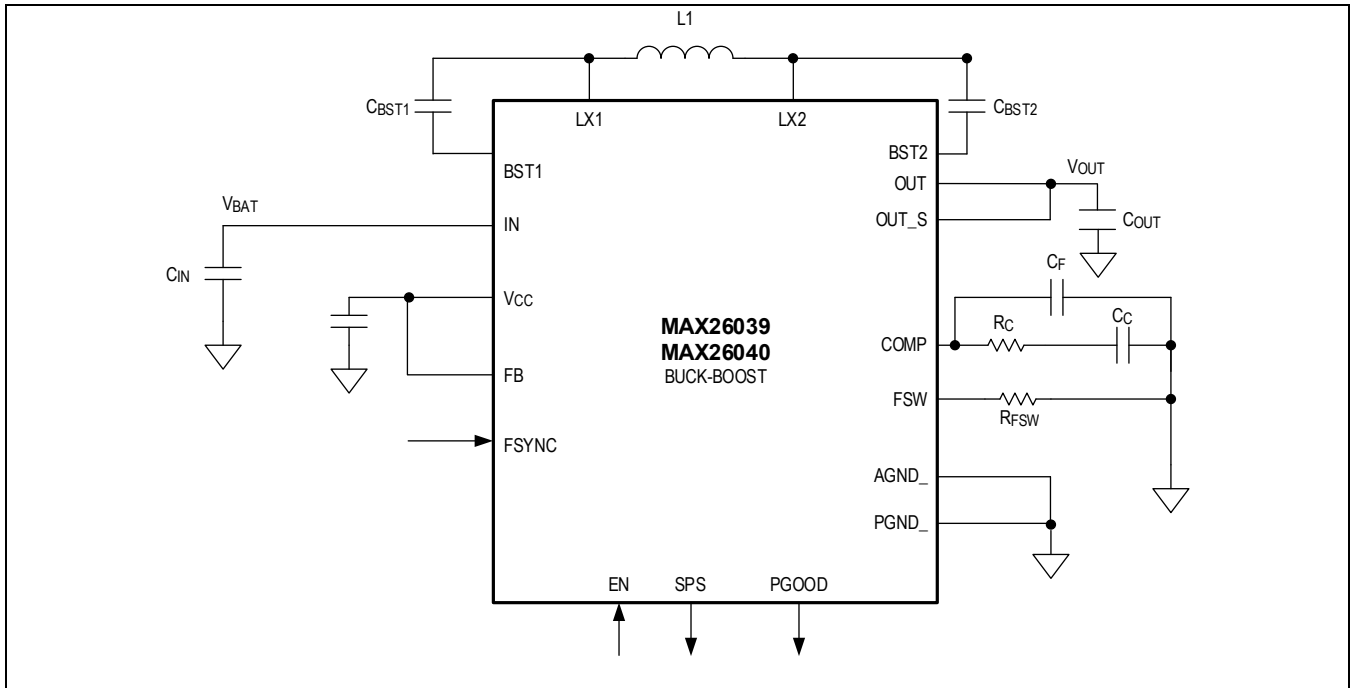 L1
CBST1
CBST2
LX1
LX2
BST1
BST2
VBAT
IN
OUT
VOUT
OUT_S
COUT
CIN
VCC
CF
MAX26039
MAX26040
BUCK-BOOST
COMP
RC
CC
FB
FSW
RFSW
FSYNC
AGND_
PGND_
EN
SPS
PGOOD